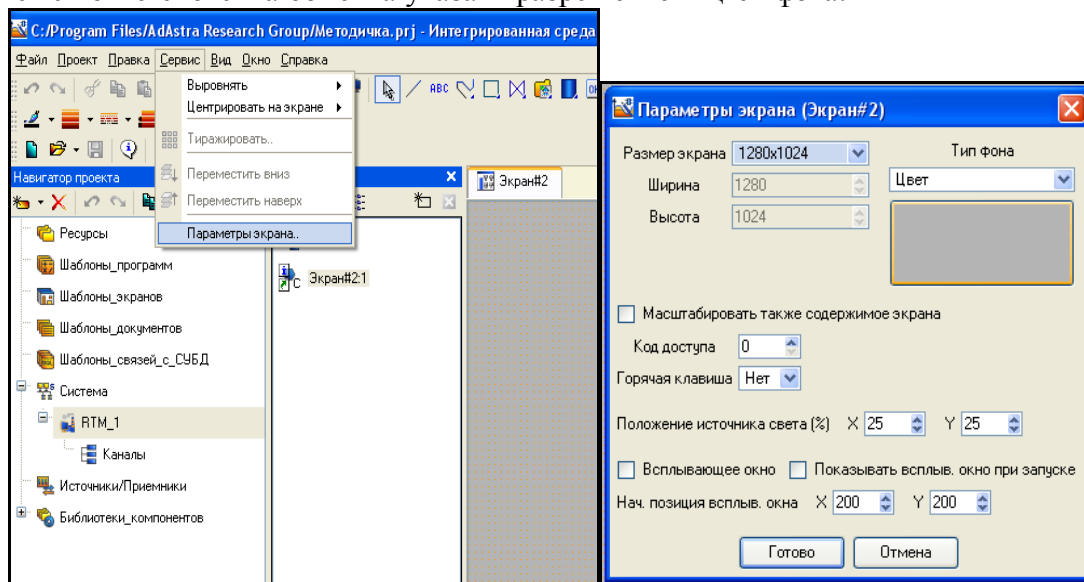 C:/Program Files/AdAstra Research Group/Методичка.prj - Интегрированная среда
Файл Проект Правка Сервис Вид Окно Справка
Выровнять
Центрировать на экране
Тиражировать..
Переместить вниз
Переместить наверх
Параметры экрана..
ABC
Навигатор проекта
Ресурсы
Шаблоны_программ
Шаблоны_экранов
Шаблоны_документов
Шаблоны_связей_с_СУБД
Система
RTM_1
Каналы
Источники/Приемники
Библиотеки_компонентов
Экран#2:1
Экран#2
Параметры экрана (Экран#2)
Размер экрана 1280x1024
Тип фона
Ширина 1280
Цвет
Высота 1024
Масштабировать также содержимое экрана
Код доступа 0
Горячая клавиша Нет
Положение источника света (%) X 25 Y 25
Всплывающее окно Показывать всплыв. окно при запуске
Нач. позиция всплыв. окна X 200 Y 200
Готово Отмена